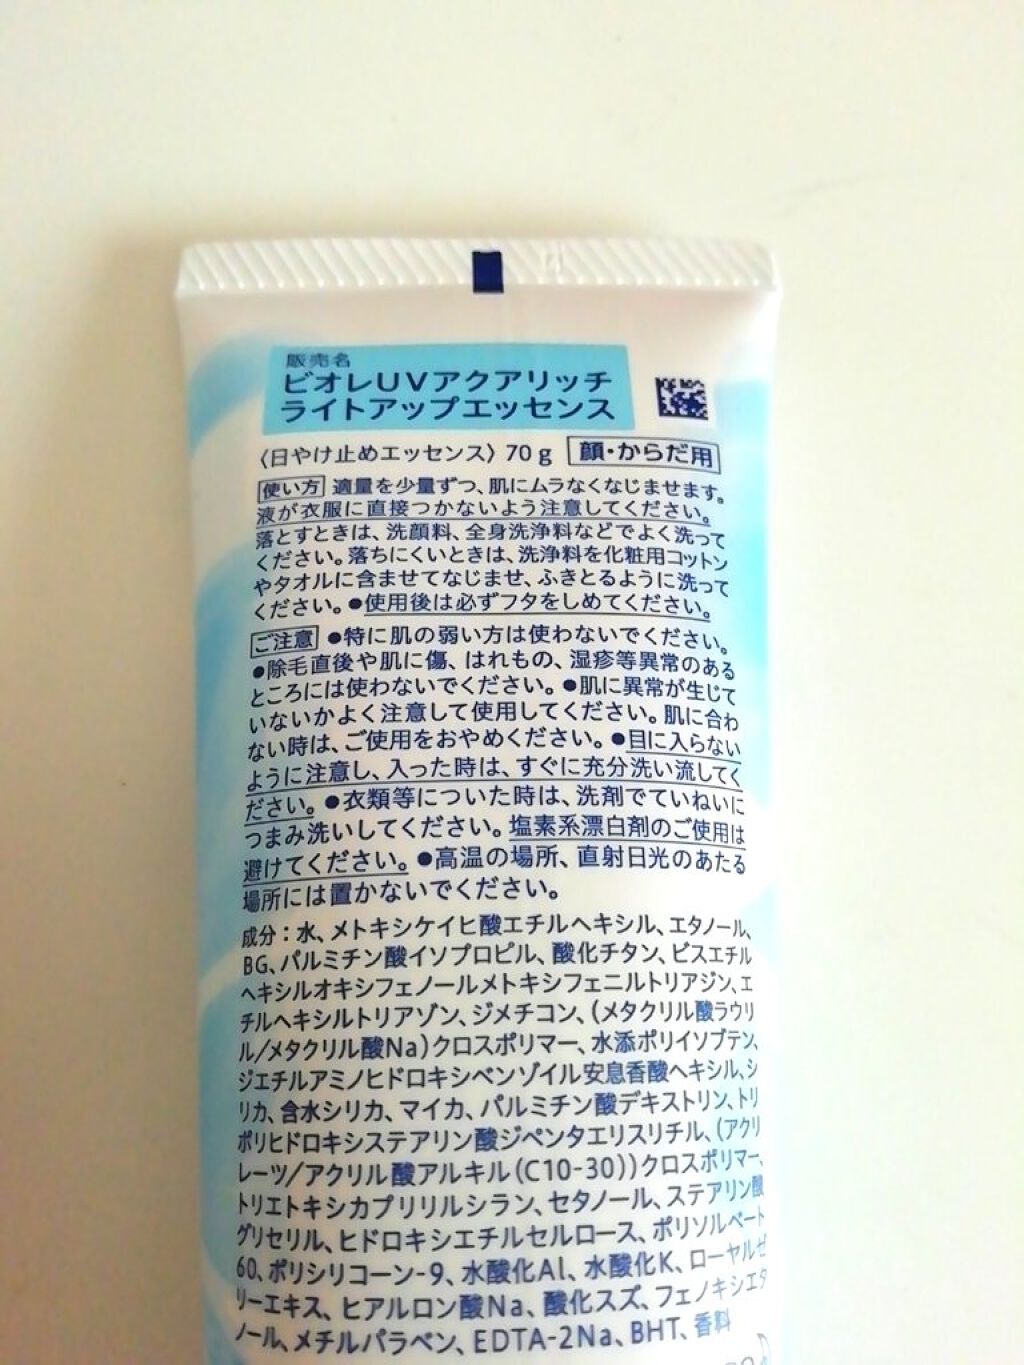 販売名
ビオレUVアクアリッチ
ライトアップエッセンス
〈日やけ止めエッセンス〉70g 顔・からだ用
使い方 適量を少量ずつ、肌にムラなくなじませます。
液が衣服に直接つかないよう注意してください。
落とすときは、洗顔料、全身洗浄料などでよく洗って
ください。落ちにくいときは、洗浄料を化粧用コットン
やタオルに含ませてなじませ、ふきとるように洗って
ください。●使用後は必ずフタをしめてください。
ご注意 ●特に肌の弱い方は使わないでください。
●除毛直後や肌に傷、はれもの、湿疹等異常のある
ところには使わないでください。●肌に異常が生じて
いないかよく注意して使用してください。肌に合わ
ない時は、ご使用をおやめください。●目に入らない
ように注意し、入った時は、すぐに充分洗い流してく
ださい。●衣類等についた時は、洗剤でていねいに
つまみ洗いしてください。塩素系漂白剤のご使用は
避けてください。●高温の場所、直射日光のあたる
場所には置かないでください。
成分：水、メトキシケイヒ酸エチルヘキシル、エタノール、
BG、パルミチン酸イソプロピル、酸化チタン、ビスエチル
ヘキシルオキシフェノールメトキシフェニルトリアジン、エ
チルヘキシルトリアゾン、ジメチコン、(メタクリル酸ラウリ
ル/メタクリル酸Na)クロスポリマー、水添ポリイソブテン、
ジエチルアミノヒドロキシベンゾイル安息香酸ヘキシル、シ
リカ、含水シリカ、マイカ、パルミチン酸デキストリン、トリ
ポリヒドロキシステアリン酸ジペンタエリスリチル、(アクリ
レーツ/アクリル酸アルキル(C10-30))クロスポリマー、
トリエトキシカプリリルシラン、セタノール、ステアリン酸
グリセリル、ヒドロキシエチルセルロース、ポリソルベート
60、ポリシリコーン-9、水酸化Al、水酸化K、ローヤルゼ
リーエキス、ヒアルロン酸Na、酸化スズ、フェノキシエタ
ノール、メチルパラベン、EDTA-2Na、BHT、香料